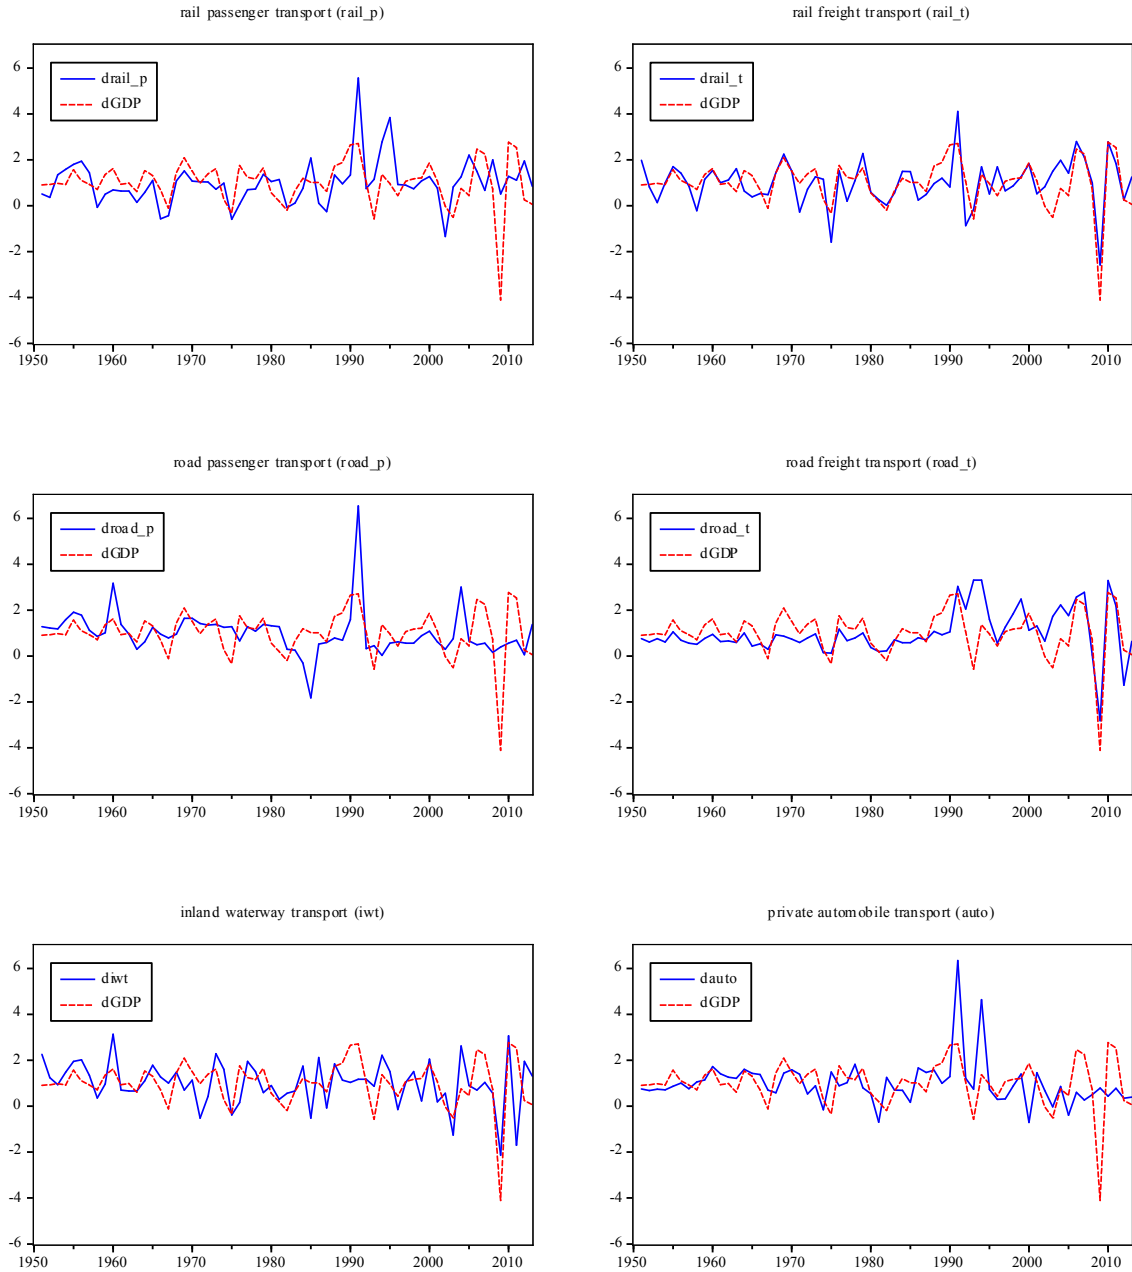 rail passenger transport (rail_p)
drail_p
dGDP
6
4
2
0
-2
-4
-6
1950 1960 1970 1980 1990 2000 2010
rail freight transport (rail_t)
drail_t
dGDP
6
4
2
0
-2
-4
-6
1950 1960 1970 1980 1990 2000 2010
road passenger transport (road_p)
droad_p
dGDP
6
4
2
0
-2
-4
-6
1950 1960 1970 1980 1990 2000 2010
road freight transport (road_t)
droad_t
dGDP
6
4
2
0
-2
-4
-6
1950 1960 1970 1980 1990 2000 2010
inland waterway transport (iwt)
diwt
dGDP
6
4
2
0
-2
-4
-6
1950 1960 1970 1980 1990 2000 2010
private automobile transport (auto)
dauto
dGDP
6
4
2
0
-2
-4
-6
1950 1960 1970 1980 1990 2000 2010